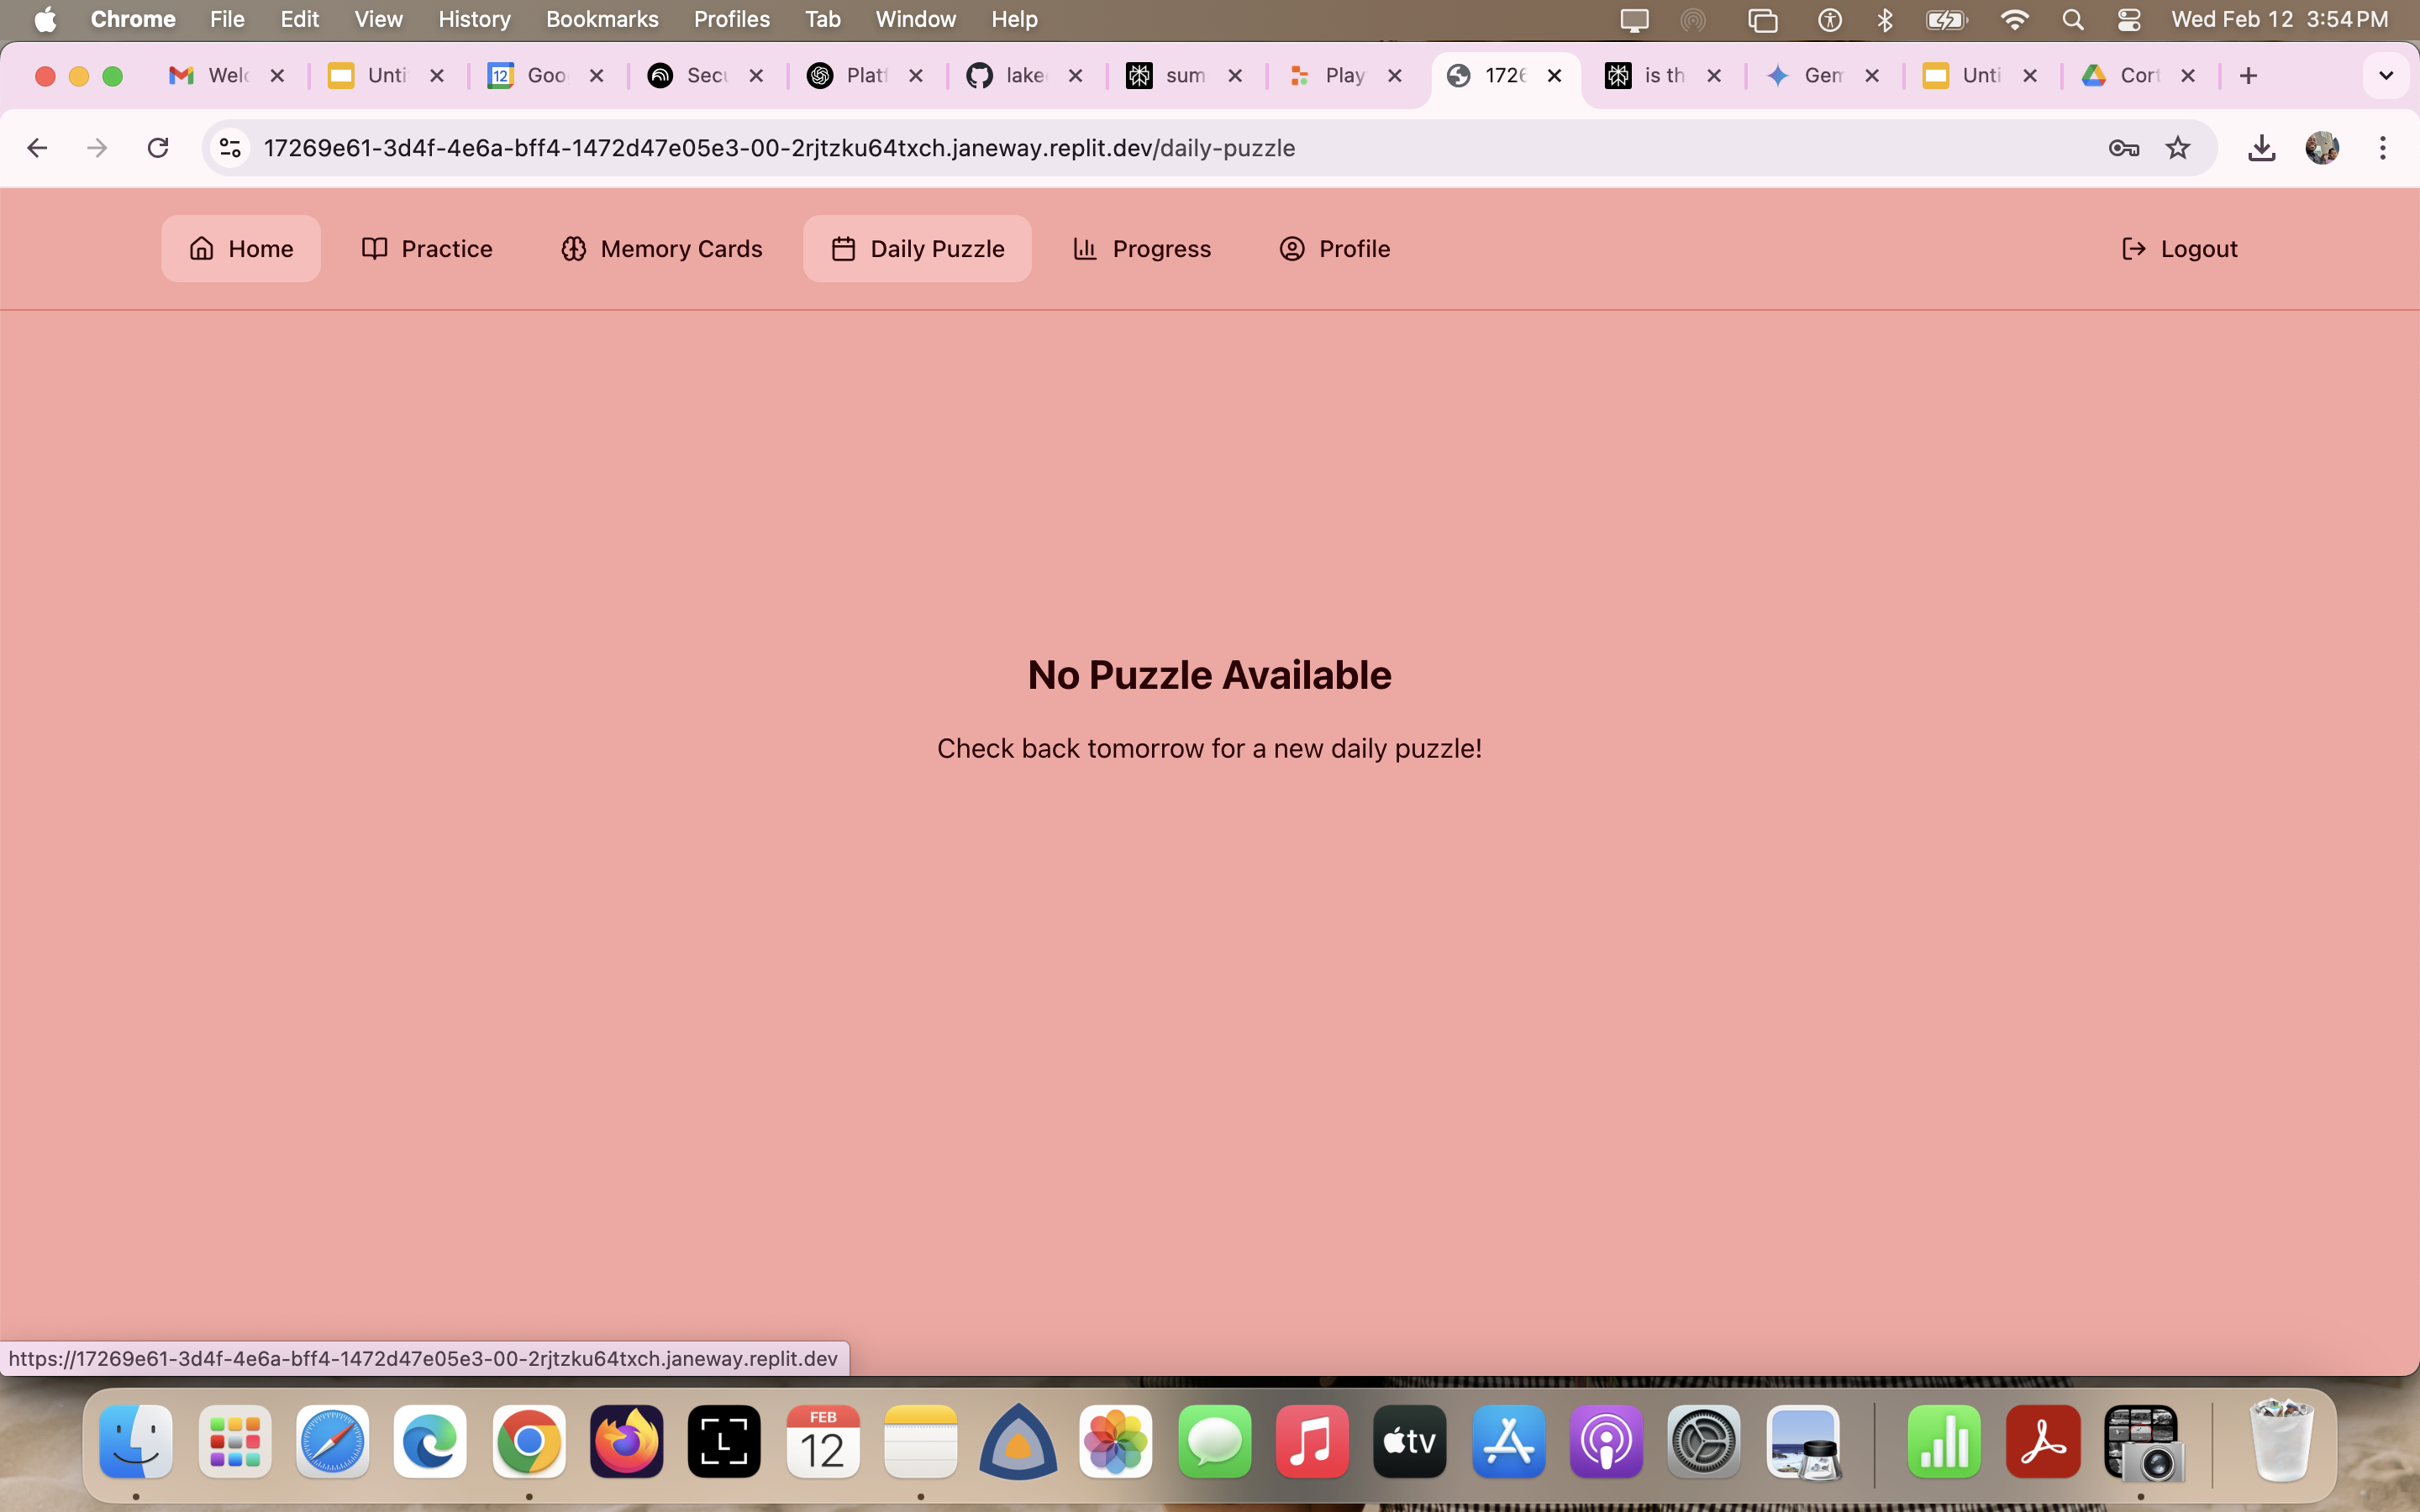 Chrome File Edit View History Bookmarks Profiles Tab Window Help Wed Feb 12 3:54 PM
Welc Unti 12 Goo Secu Platf lake sum Play 1726 is th Gem Unti Cort
17269e61-3d4f-4e6a-bff4-1472d47e05e3-00-2rjtzku64txch.janeway.replit.dev/daily-puzzle
Home Practice Memory Cards Daily Puzzle Progress Profile Logout
No Puzzle Available
Check back tomorrow for a new daily puzzle!
https://17269e61-3d4f-4e6a-bff4-1472d47e05e3-00-2rjtzku64txch.janeway.replit.dev
L FEB tv
12